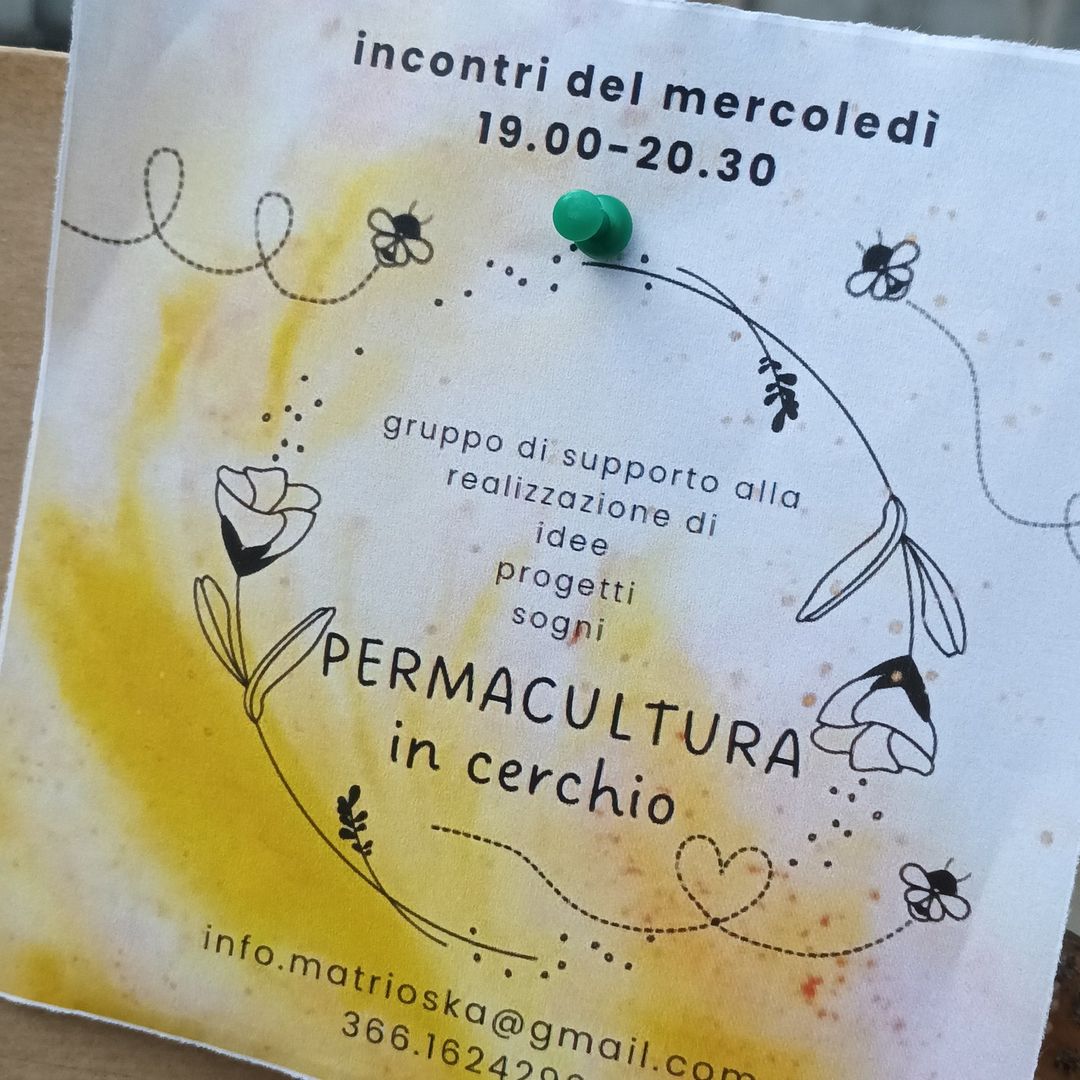 incontri del mercoledì
19.00-20.30
gruppo di supporto alla
realizzazione di
idee
progetti
sogni
PERMACULTURA
in cerchio
info.matrioska@gmail.com